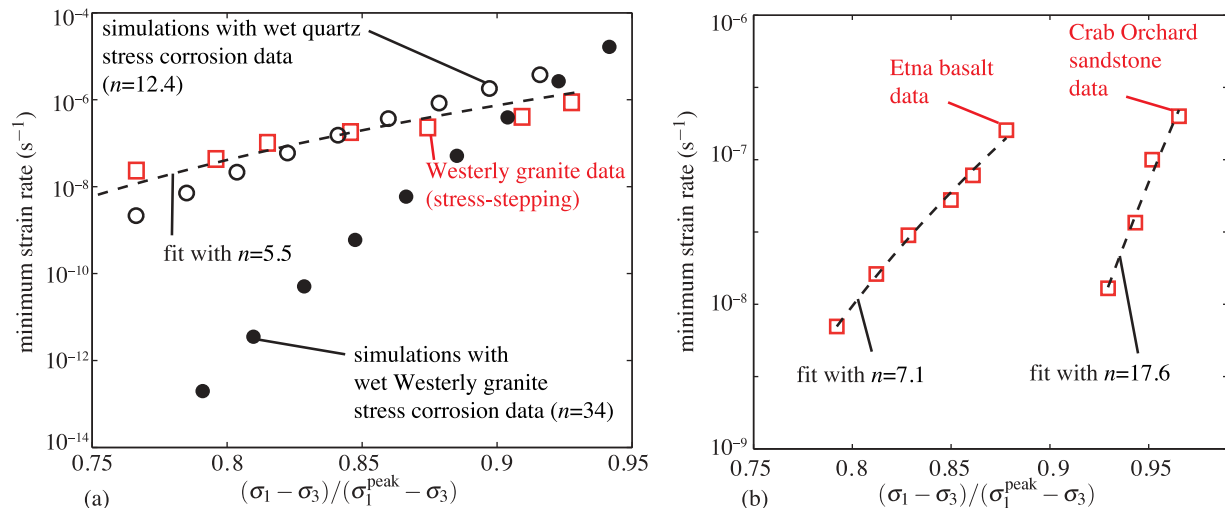 10⁻⁴
simulations with wet quartz
stress corrosion data
(n=12.4)
10⁻⁶
Westerly granite data
(stress-stepping)
10⁻⁸
fit with n=5.5
10⁻¹⁰
10⁻¹²
simulations with
wet Westerly granite
stress corrosion data (n=34)
10⁻¹⁴
minimum strain rate (s⁻¹)
0.75 0.8 0.85 0.9 0.95
(a)
(σ₁ − σ₃)/(σ₁ᵖᵉᵃᵏ − σ₃)
10⁻⁶
Crab Orchard
sandstone
data
Etna basalt
data
10⁻⁷
10⁻⁸
fit with n=7.1
fit with n=17.6
10⁻⁹
minimum strain rate (s⁻¹)
0.75 0.8 0.85 0.9 0.95
(b)
(σ₁ − σ₃)/(σ₁ᵖᵉᵃᵏ − σ₃)